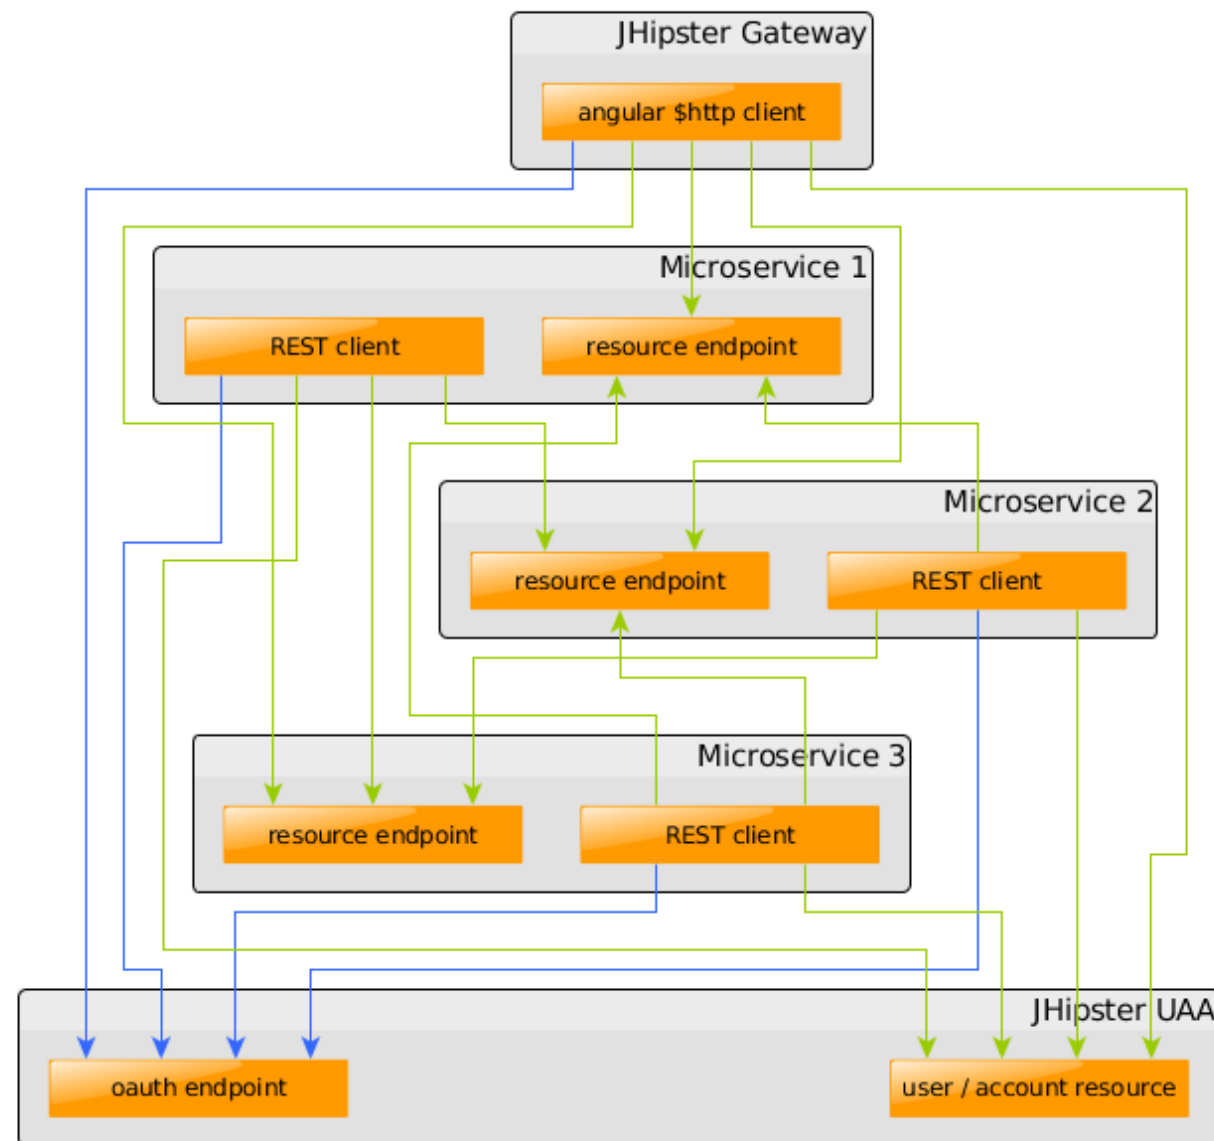 JHipster Gateway
angular $http client
Microservice 1
REST client
resource endpoint
Microservice 2
resource endpoint
REST client
Microservice 3
resource endpoint
REST client
JHipster UAA
oauth endpoint
user / account resource